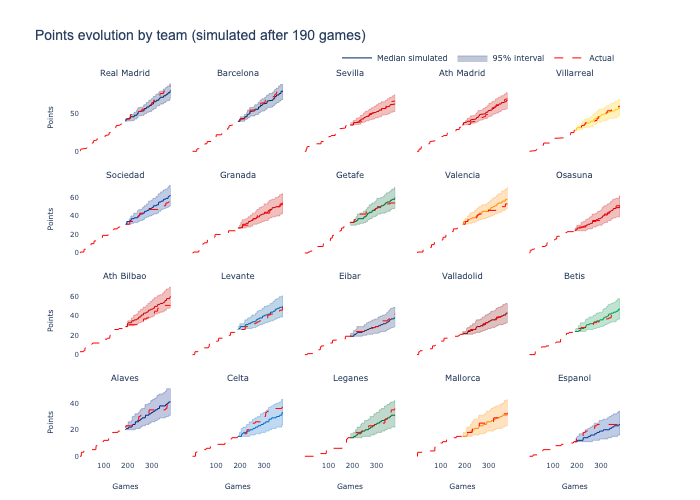 Points evolution by team (simulated after 190 games)
Median simulated 95% interval Actual
Real Madrid Barcelona Sevilla Ath Madrid Villarreal
Points
50
0
Sociedad Granada Getafe Valencia Osasuna
Points
60
40
20
0
Ath Bilbao Levante Eibar Valladolid Betis
Points
60
40
20
0
Alaves Celta Leganes Mallorca Espanol
Points
40
20
0
100 200 300 100 200 300 100 200 300 100 200 300 100 200 300
Games Games Games Games Games